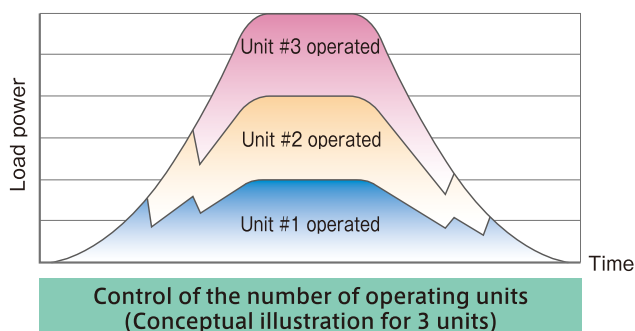 Load power
Unit #3 operated
Unit #2 operated
Unit #1 operated
Time
Control of the number of operating units
(Conceptual illustration for 3 units)